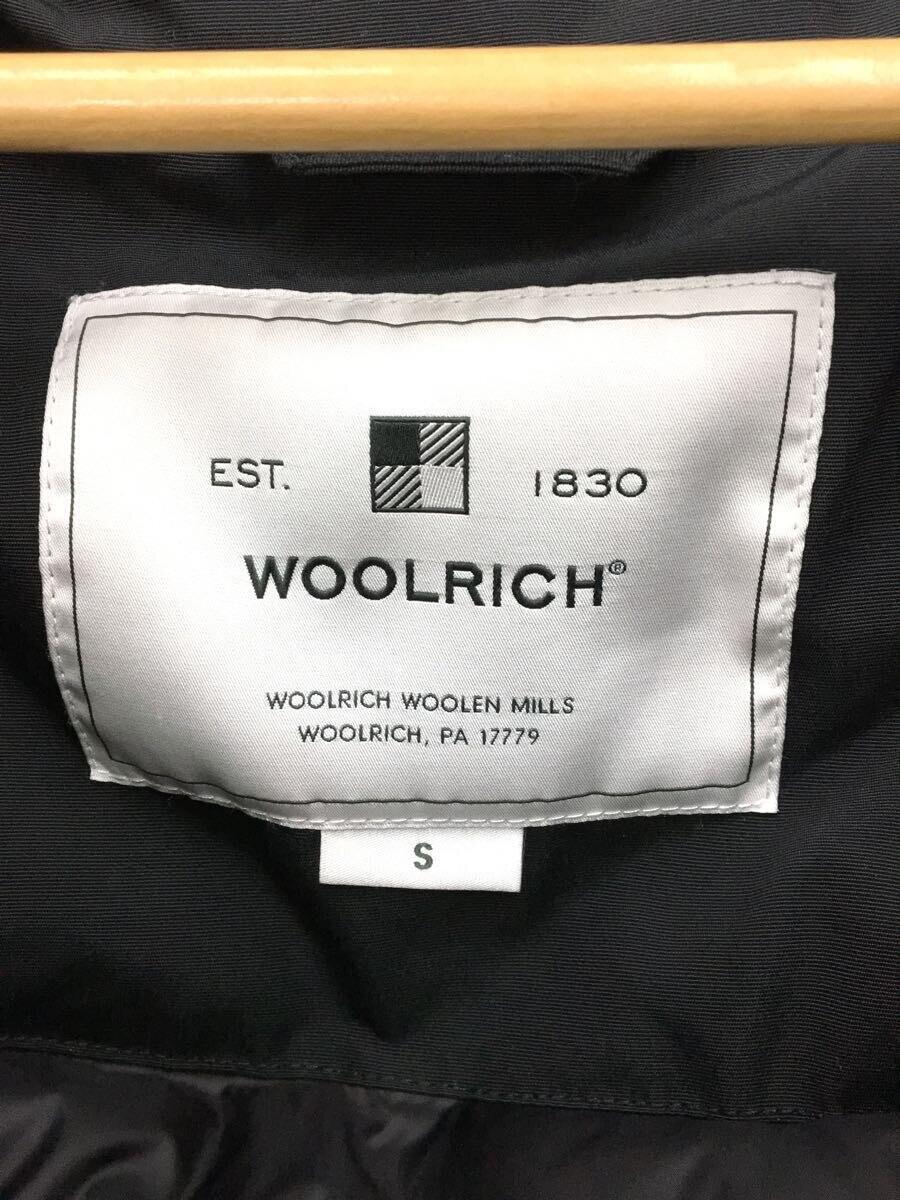 EST. 1830
WOOLRICH®
WOOLRICH WOOLEN MILLS
WOOLRICH, PA 17779
S